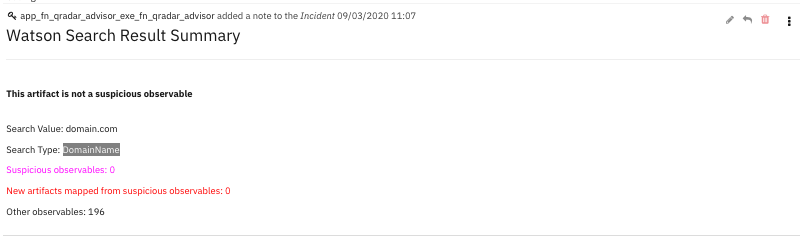 app_fn_qradar_advisor_exe_fn_qradar_advisor added a note to the Incident 09/03/2020 11:07
Watson Search Result Summary
This artifact is not a suspicious observable
Search Value: domain.com
Search Type: DomainName
Suspicious observables: 0
New artifacts mapped from suspicious observables: 0
Other observables: 196